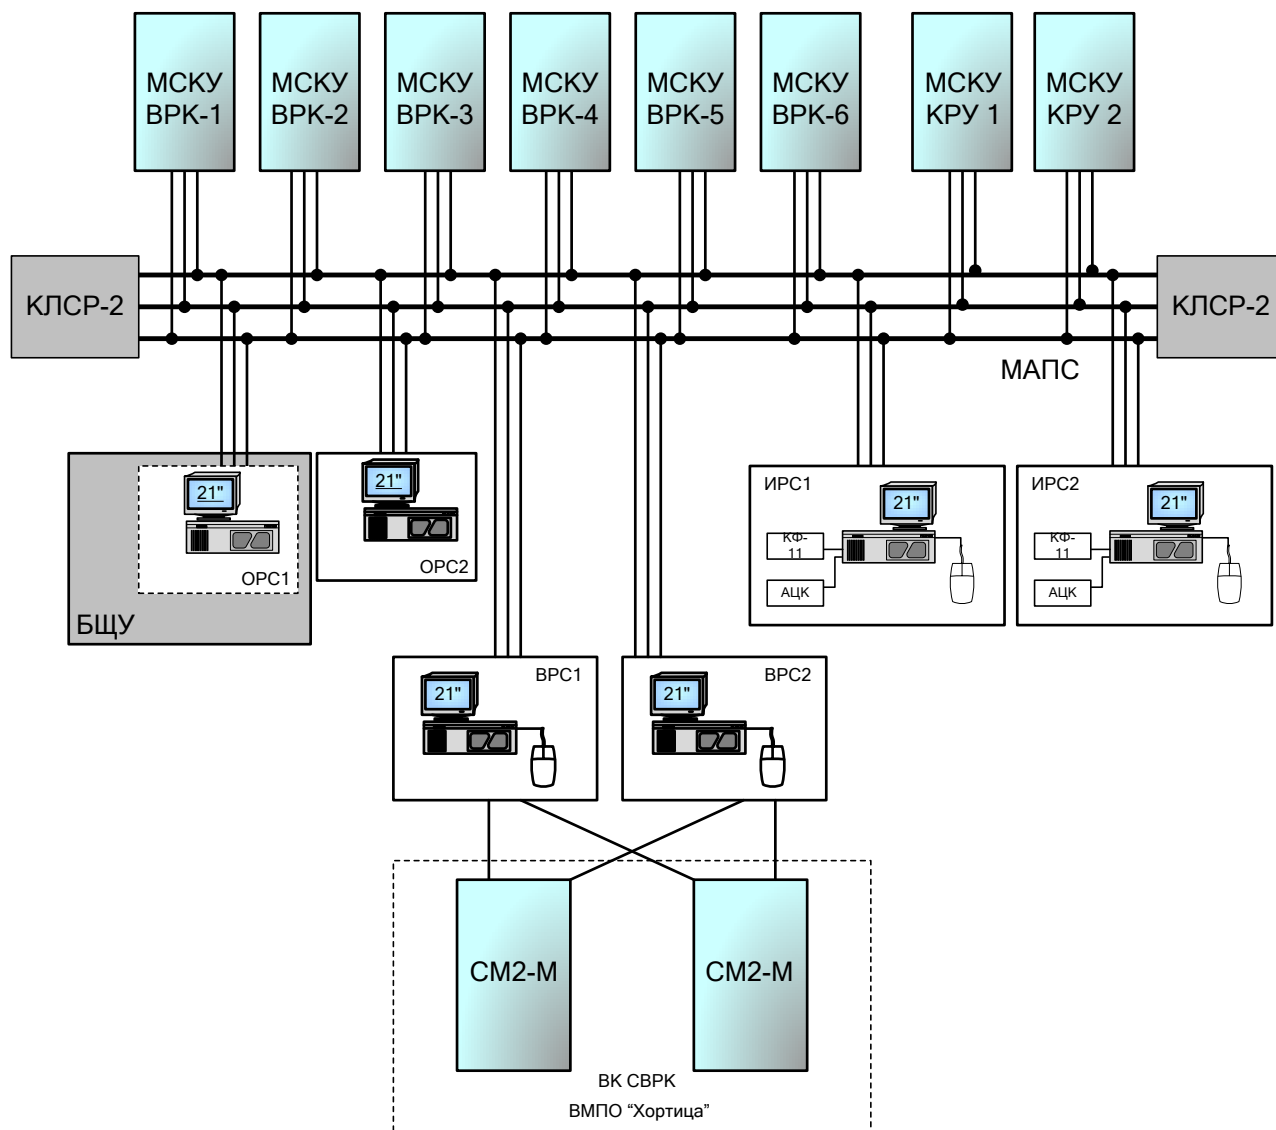 МСКУ
ВРК-1
МСКУ
ВРК-2
МСКУ
ВРК-3
МСКУ
ВРК-4
МСКУ
ВРК-5
МСКУ
ВРК-6
МСКУ
КРУ 1
МСКУ
КРУ 2
КЛСР-2
КЛСР-2
МАПС
21"
ОРС1
БЩУ
21"
ОРС2
ИРС1
21"
КФ-
11
АЦК
ИРС2
21"
КФ-
11
АЦК
ВРС1
21"
ВРС2
21"
СМ2-М
СМ2-М
ВК СВРК
ВМПО “Хортица”